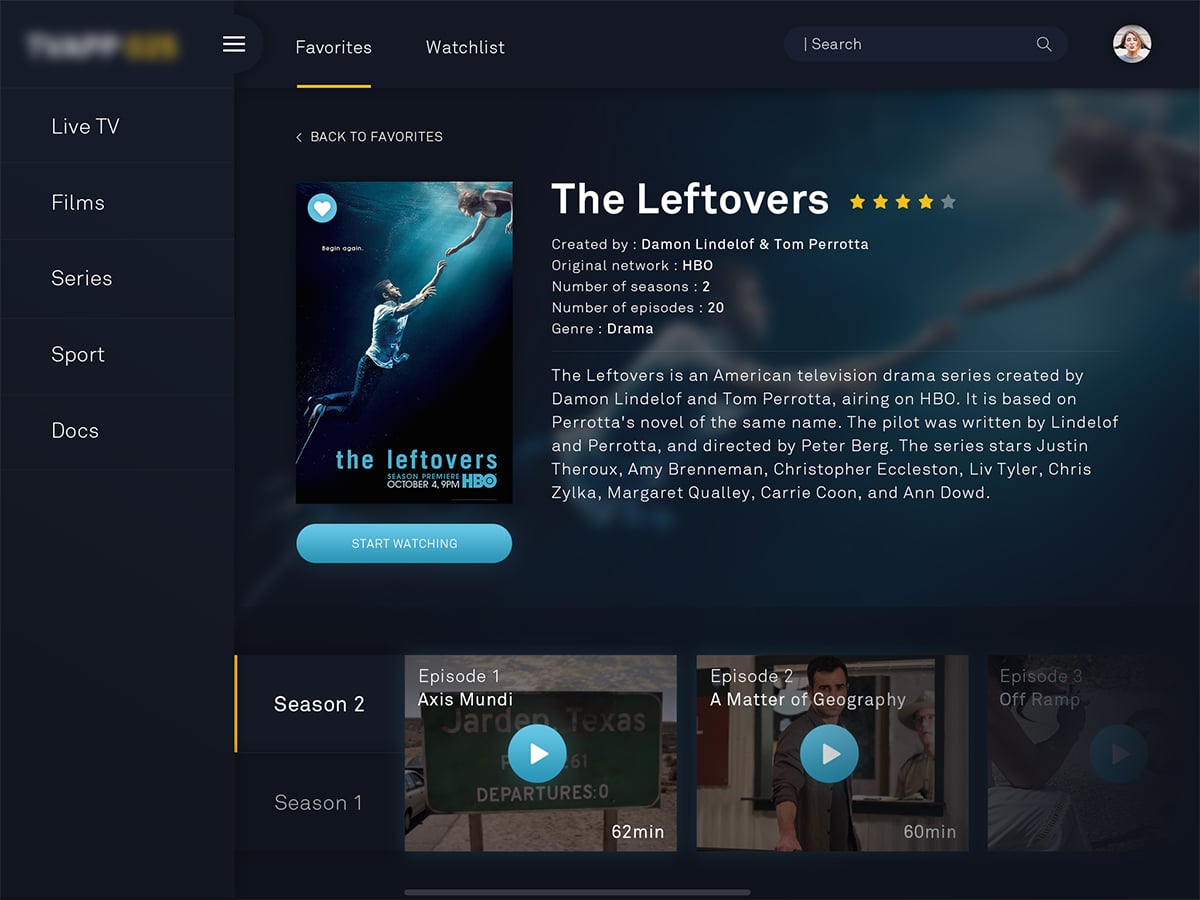 TVAPP 025
Favorites
Watchlist
| Search
Live TV
Films
Series
Sport
Docs
BACK TO FAVORITES
Begin again.
the leftovers
SEASON PREMIERE
OCTOBER 4, 9PM HBO
START WATCHING
The Leftovers
Created by : Damon Lindelof & Tom Perrotta
Original network : HBO
Number of seasons : 2
Number of episodes : 20
Genre : Drama
The Leftovers is an American television drama series created by
Damon Lindelof and Tom Perrotta, airing on HBO. It is based on
Perrotta's novel of the same name. The pilot was written by Lindelof
and Perrotta, and directed by Peter Berg. The series stars Justin
Theroux, Amy Brenneman, Christopher Eccleston, Liv Tyler, Chris
Zylka, Margaret Qualley, Carrie Coon, and Ann Dowd.
Season 2
Season 1
Episode 1
Axis Mundi
Jarden, Texas
261
DEPARTURES:0
62min
Episode 2
A Matter of Geography
60min
Episode 3
Off Ramp